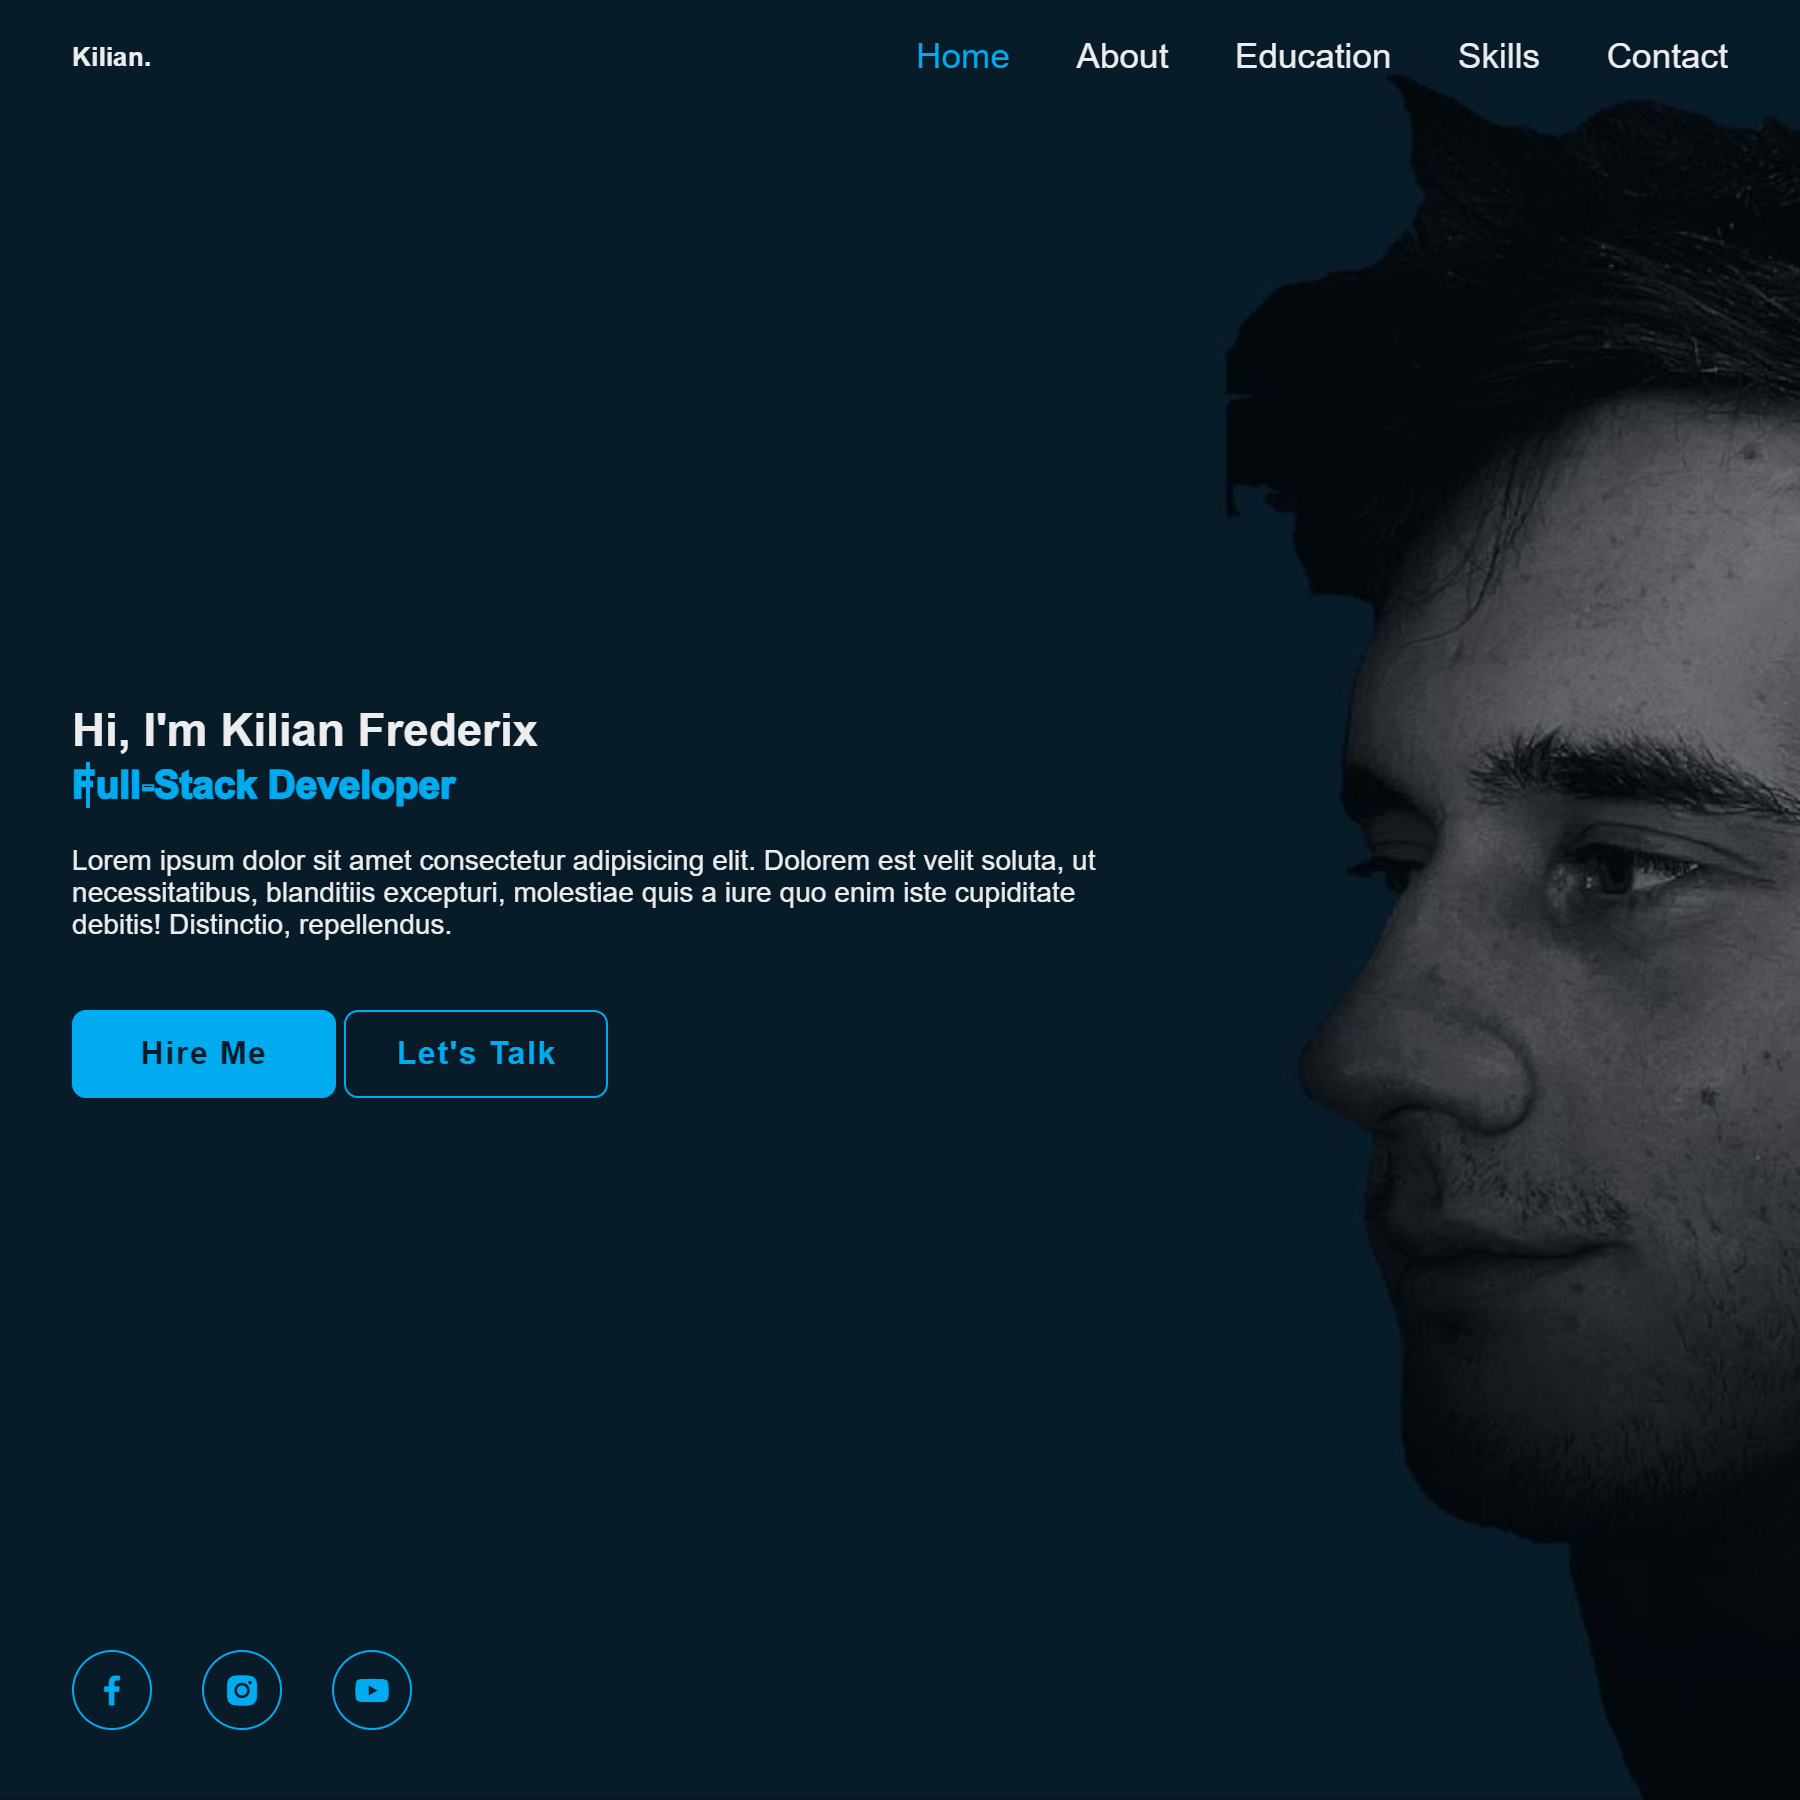 Kilian.
Home About Education Skills Contact
Hi, I'm Kilian Frederix
Full-Stack Developer
Lorem ipsum dolor sit amet consectetur adipisicing elit. Dolorem est velit soluta, ut
necessitatibus, blanditiis excepturi, molestiae quis a iure quo enim iste cupiditate
debitis! Distinctio, repellendus.
Hire Me Let's Talk